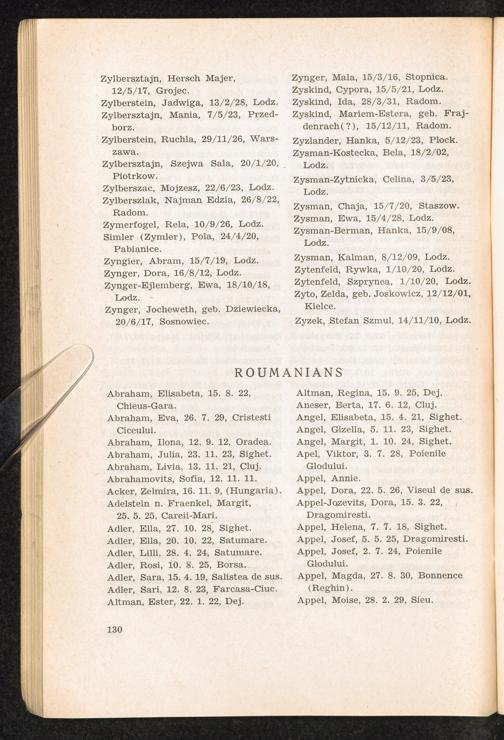 Zylbersztajn, Hersch Majer,
12/5/17, Grojec.
Zylberstein, Jadwiga, 13/2/28, Lodz.
Zylbersztajn, Mania, 7/5/23, Przed-
borz.
Zylberstein, Ruchla, 29/11/26, Wars-
zawa.
Zylbersztajn, Szejwa Sala, 20/1/20,
Piotrkow.
Zylberszac, Mojzesz, 22/6/23, Lodz.
Zylberszlak, Najman Edzia, 26/8/22,
Radom.
Zymerfogel, Rela, 10/9/26, Lodz.
Simler (Zymler), Pola, 24/4/20,
Pabianice.
Zyngier, Abram, 15/7/19, Lodz.
Zynger, Dora, 16/8/12, Lodz.
Zynger-Ejlemberg, Ewa, 18/10/18,
Lodz.
Zynger, Jocheweth, geb. Dziewiecka,
20/6/17, Sosnowiec.
Zynger, Mala, 15/3/16, Stopnica.
Zyskind, Cypora, 15/5/21, Lodz.
Zyskind, Ida, 28/3/31, Radom.
Zyskind, Mariem-Estera, geb. Fraj-
denrach(?), 15/12/11, Radom.
Zyzlander, Hanka, 5/12/23, Plock.
Zysman-Kostecka, Bela, 18/2/02,
Lodz.
Zysman-Zytnicka, Celina, 3/5/23,
Lodz.
Zysman, Chaja, 15/7/20, Staszow.
Zysman, Ewa, 15/4/28, Lodz.
Zysman-Berman, Hanka, 15/9/08,
Lodz.
Zysman, Kalman, 8/12/09, Lodz.
Zytenfeld, Rywka, 1/10/20, Lodz.
Zytenfeld, Szprynea, 1/10/20, Lodz.
Zyto, Zelda, geb. Joskowicz, 12/12/01,
Kielce.
Zyzek, Stefan Szmul, 14/11/10, Lodz.
ROUMANIANS
Abraham, Elisabeta, 15. 8. 22,
Chieus-Gara.
Abraham, Eva, 26. 7. 29, Cristesti
Ciceului.
Abraham, Ilona, 12. 9. 12, Oradea.
Abraham, Julia, 23. 11. 23, Sighet.
Abraham, Livia, 13. 11. 21, Cluj.
Abrahamovits, Sofia, 12. 11. 11.
Acker, Zelmira, 16. 11. 9, (Hungaria).
Adelstein n. Fraenkel, Margit,
25. 5. 25, Careii-Mari.
Adler, Ella, 27. 10. 28, Sighet.
Adler, Ella, 20. 10. 22, Satumare.
Adler, Lilli, 28. 4. 24, Satumare.
Adler, Rosi, 10. 8. 25, Borsa.
Adler, Sara, 15. 4. 19, Salistea de sus.
Adler, Sari, 12. 8. 23, Farcasa-Ciuc.
Altman, Ester, 22. 1. 22, Dej.
Altman, Regina, 15. 9. 25, Dej.
Aneser, Berta, 17. 6. 12, Cluj.
Angel, Elisabeta, 15. 4. 21, Sighet.
Angel, Gizella, 5. 11. 23, Sighet.
Angel, Margit, 1. 10. 24, Sighet.
Apel, Viktor, 3. 7. 28, Poienile
Glodului.
Appel, Annie.
Appel, Dora, 22. 5. 26, Viseul de sus.
Appel-Jozevits, Dora, 15. 3. 22,
Dragomiresti.
Appel, Helena, 7. 7. 18, Sighet.
Appel, Josef, 5. 5. 25, Dragomiresti.
Appel, Josef, 2. 7. 24, Poienile
Glodului.
Appel, Magda, 27. 8. 30, Bonnence
(Reghin).
Appel, Moise, 28. 2. 29, Sieu.
130